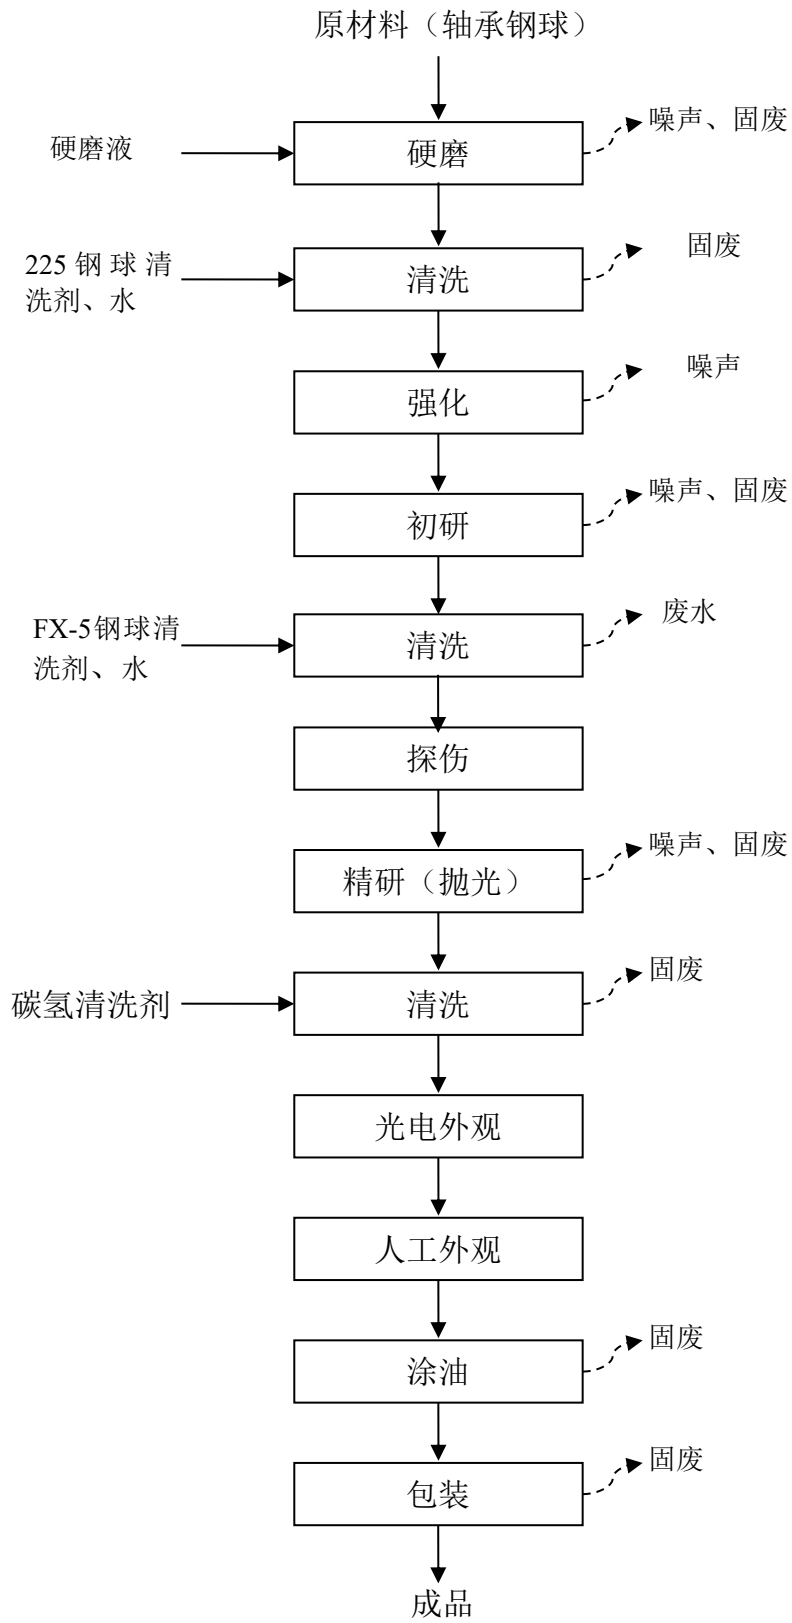 原材料（轴承钢球）
噪声、固废
硬磨液
硬磨
225 钢 球 清
洗剂、水
清洗
固废
强化
噪声
初研
噪声、固废
FX-5钢球清
洗剂、水
清洗
废水
探伤
精研（抛光）
噪声、固废
碳氢清洗剂
清洗
固废
光电外观
人工外观
涂油
固废
包装
固废
成品